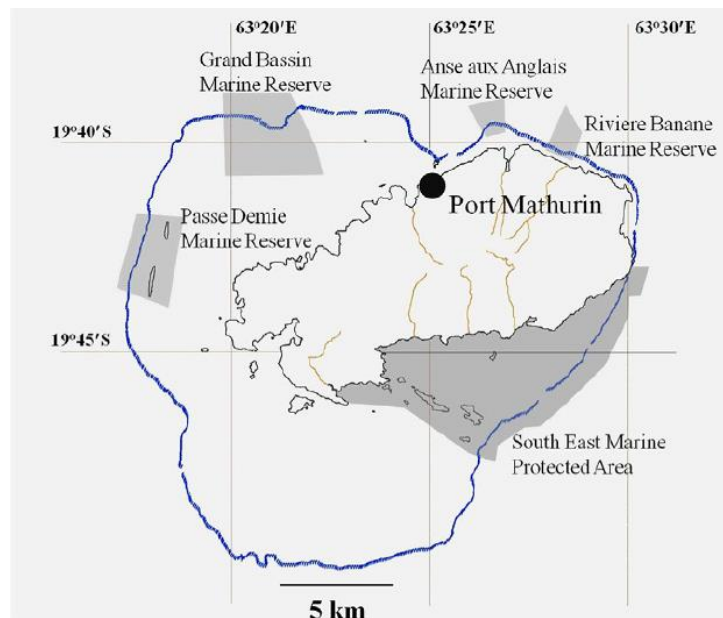 63°20'E
63°25'E
63°30'E
Grand Bassin
Marine Reserve
Anse aux Anglais
Marine Reserve
Riviere Banane
Marine Reserve
19°40'S
Port Mathurin
Passe Demie
Marine Reserve
19°45'S
South East Marine
Protected Area
5 km